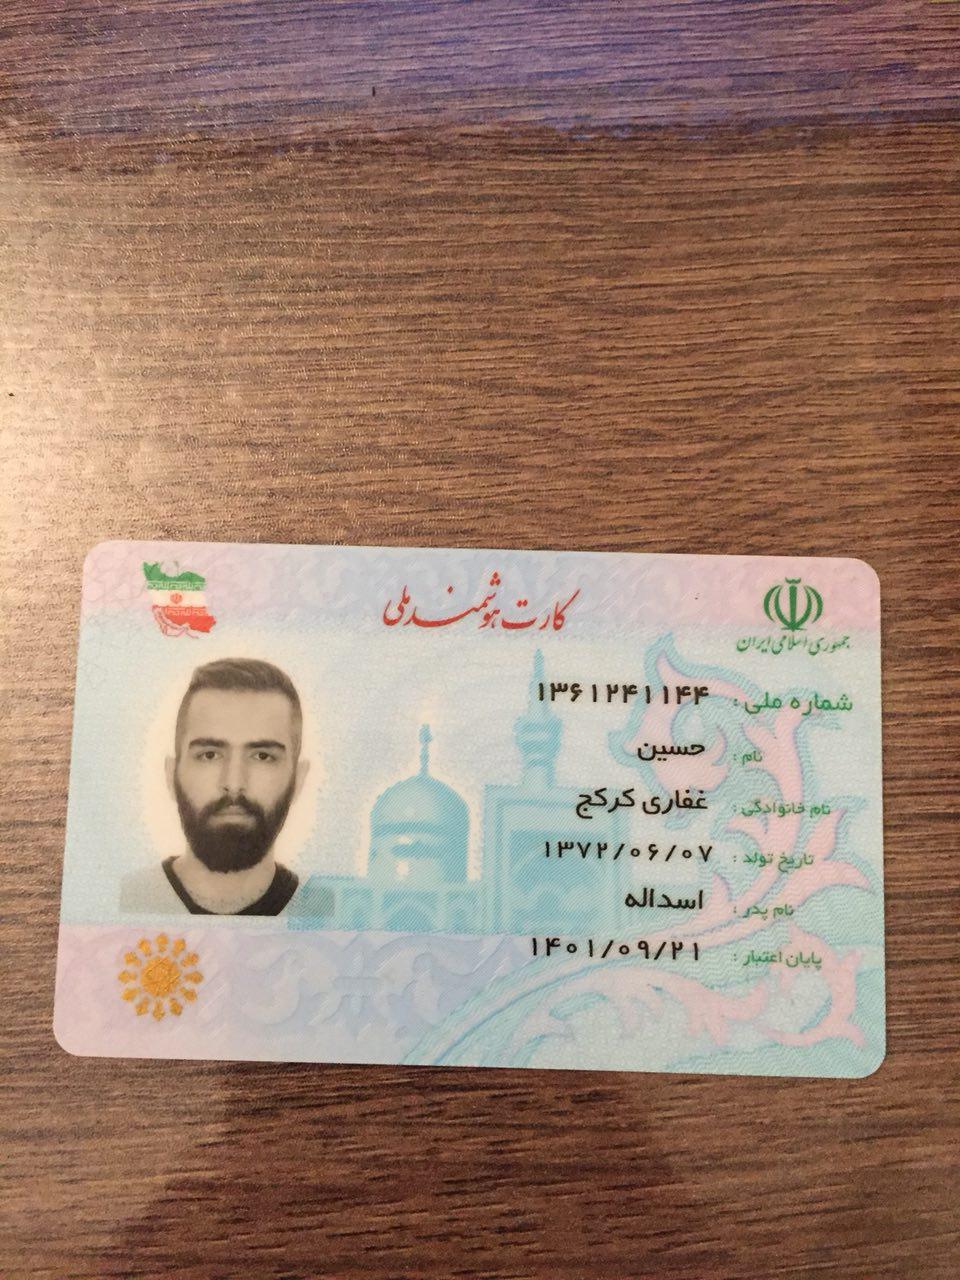 کارت هوشمند ملی
جمهوری اسلامی ایران
شماره ملی: ۱۳۶۱۲۴۱۱۴۴
نام: حسین
نام خانوادگی: غفاری کرکج
تاریخ تولد: ۱۳۷۲/۰۶/۰۷
نام پدر: اسداله
پایان اعتبار: ۱۴۰۱/۰۹/۲۱